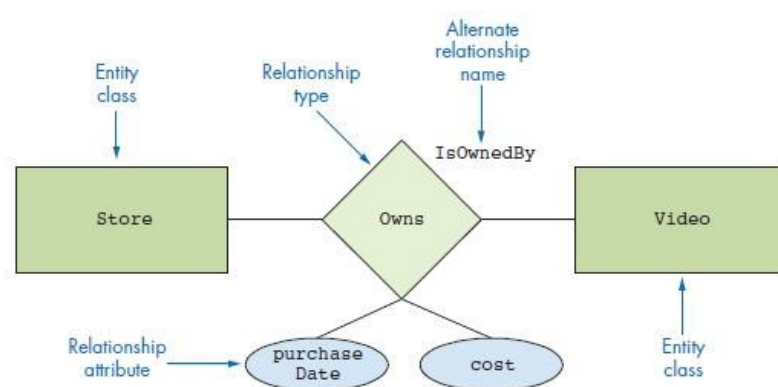 Alternate
relationship
name
Entity
class
Relationship
type
IsOwnedBy
Store
Owns
Video
Relationship
attribute
purchase
Date
cost
Entity
class